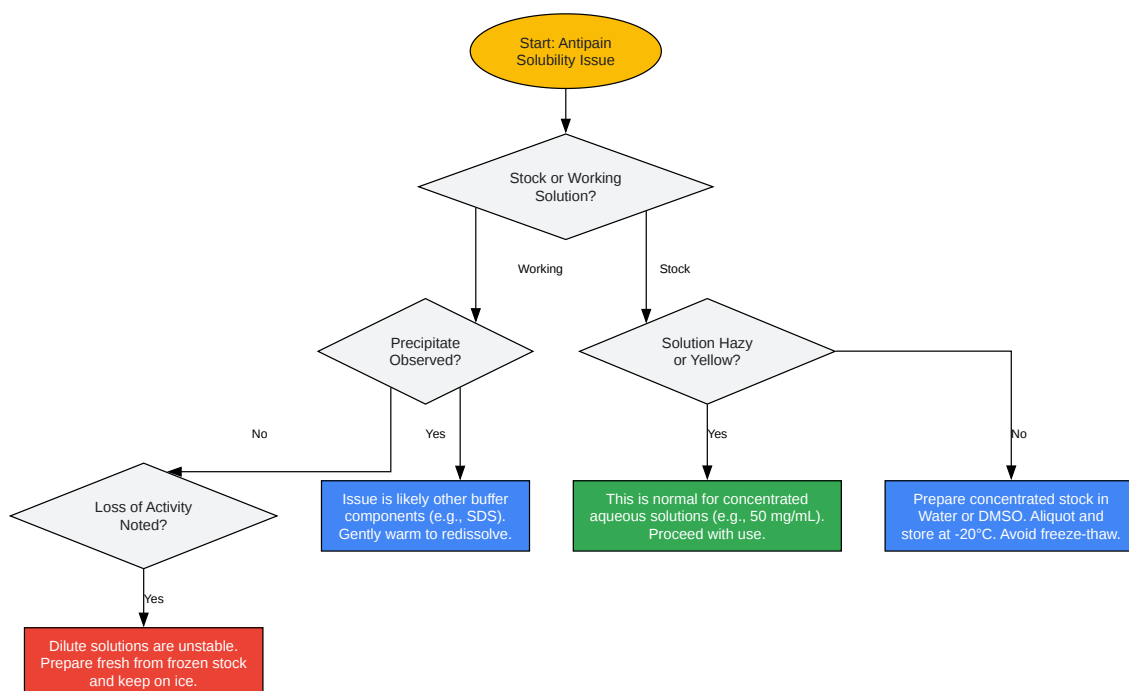 Start: Antipain
Solubility Issue
Stock or Working
Solution?
Working
Stock
Precipitate
Observed?
Solution Hazy
or Yellow?
No
Yes
Yes
No
Loss of Activity
Noted?
Issue is likely other buffer
components (e.g., SDS).
Gently warm to redissolve.
This is normal for concentrated
aqueous solutions (e.g., 50 mg/mL).
Proceed with use.
Prepare concentrated stock in
Water or DMSO. Aliquot and
store at -20°C. Avoid freeze-thaw.
Yes
Dilute solutions are unstable.
Prepare fresh from frozen stock
and keep on ice.